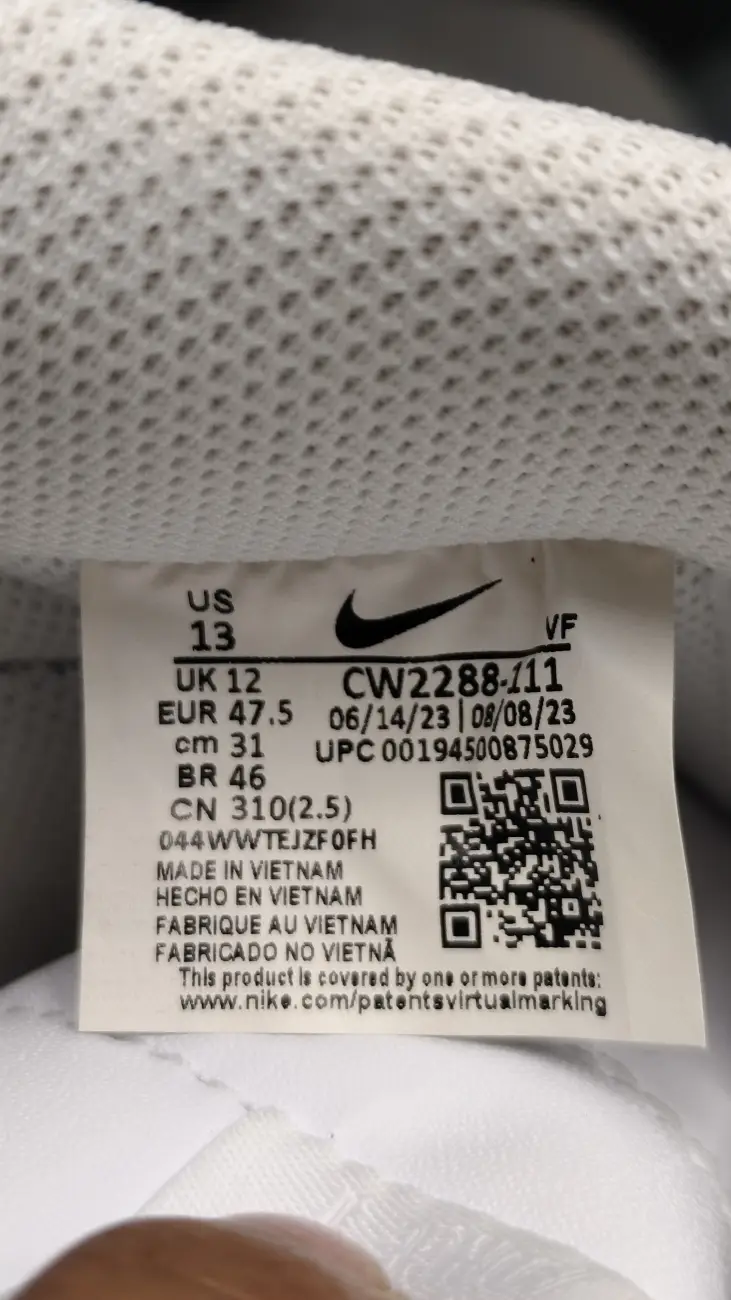 US
13
VF
UK 12
CW2288-111
EUR 47.5
06/14/23 | 08/08/23
cm 31
UPC 00194500875029
BR 46
CN 310(2.5)
044WWTEJZF0FH
MADE IN VIETNAM
HECHO EN VIETNAM
FABRIQUE AU VIETNAM
FABRICADO NO VIETNÃ
This product is covered by one or more patents:
www.nike.com/patentsvirtualmarking